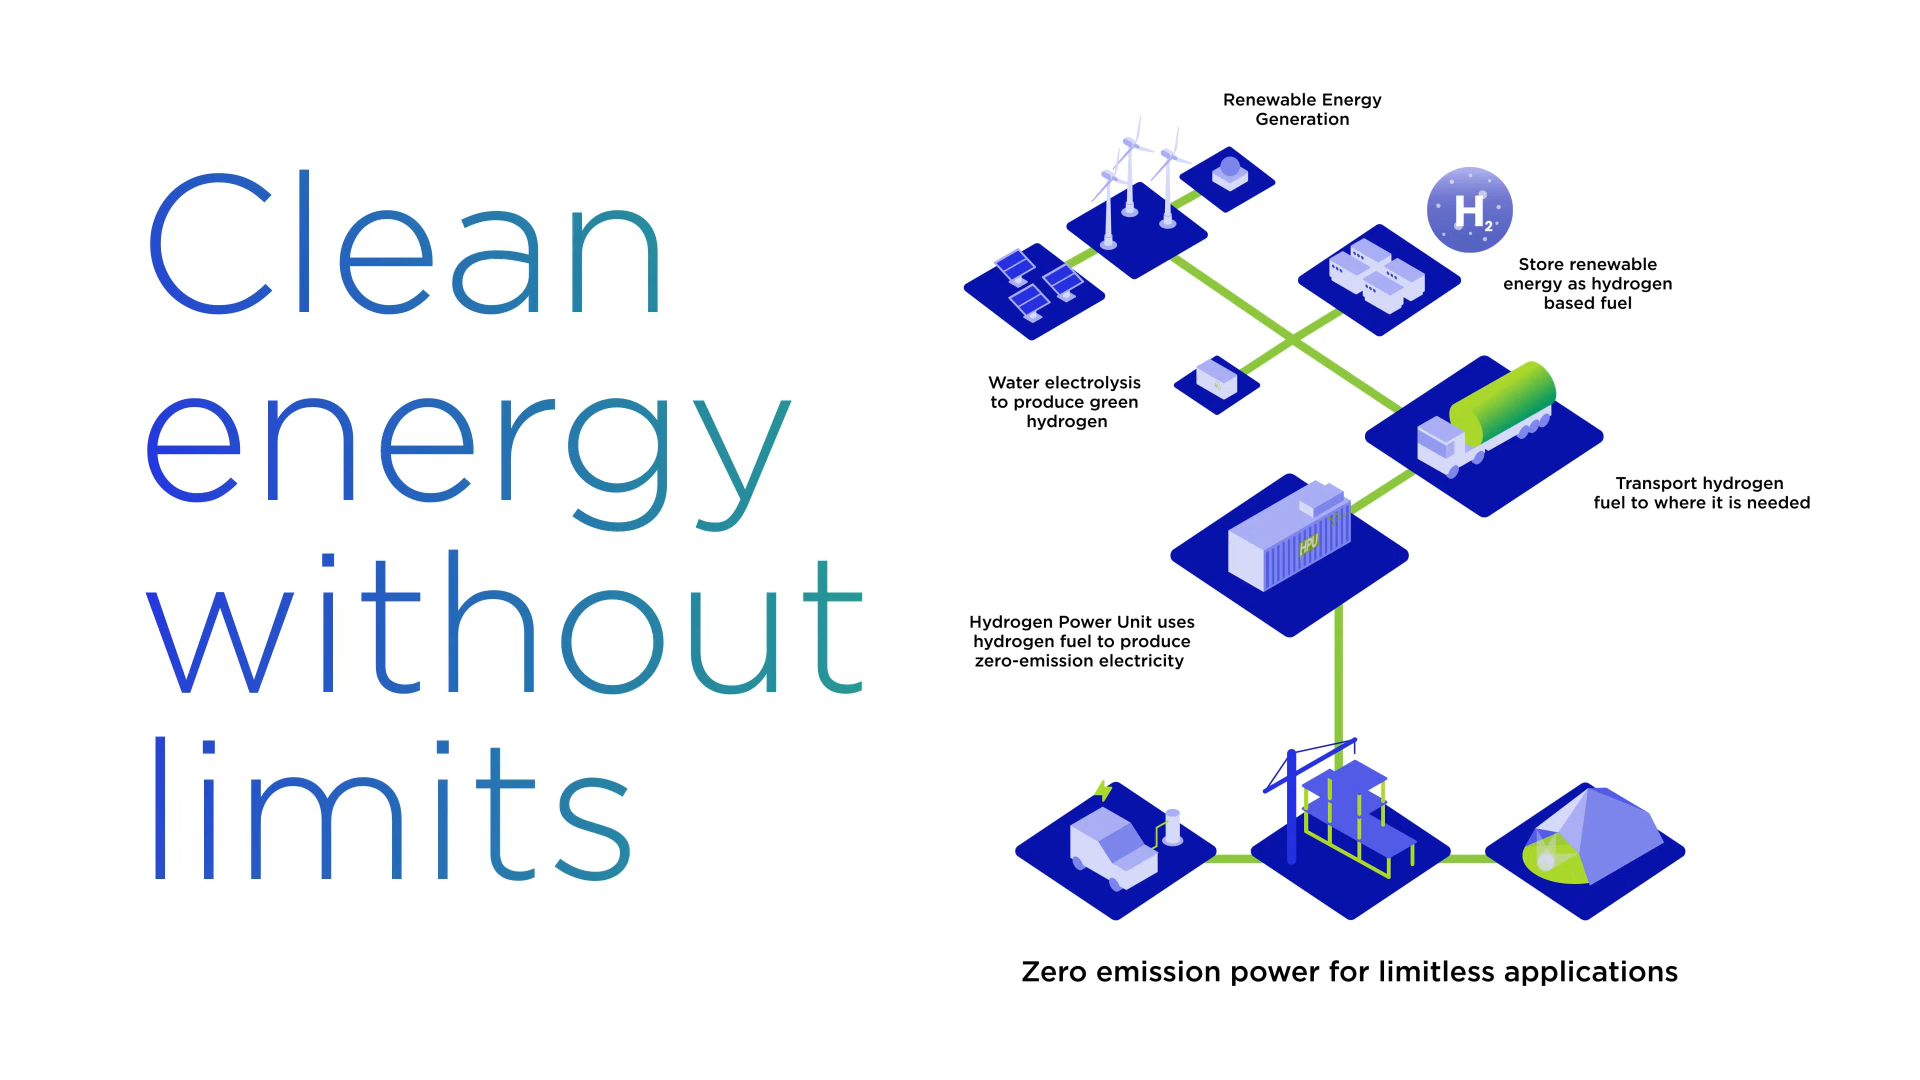 Clean
energy
without
limits
Renewable Energy
Generation
H2
Store renewable
energy as hydrogen
based fuel
Water electrolysis
to produce green
hydrogen
Transport hydrogen
fuel to where it is needed
HPU
Hydrogen Power Unit uses
hydrogen fuel to produce
zero-emission electricity
Zero emission power for limitless applications